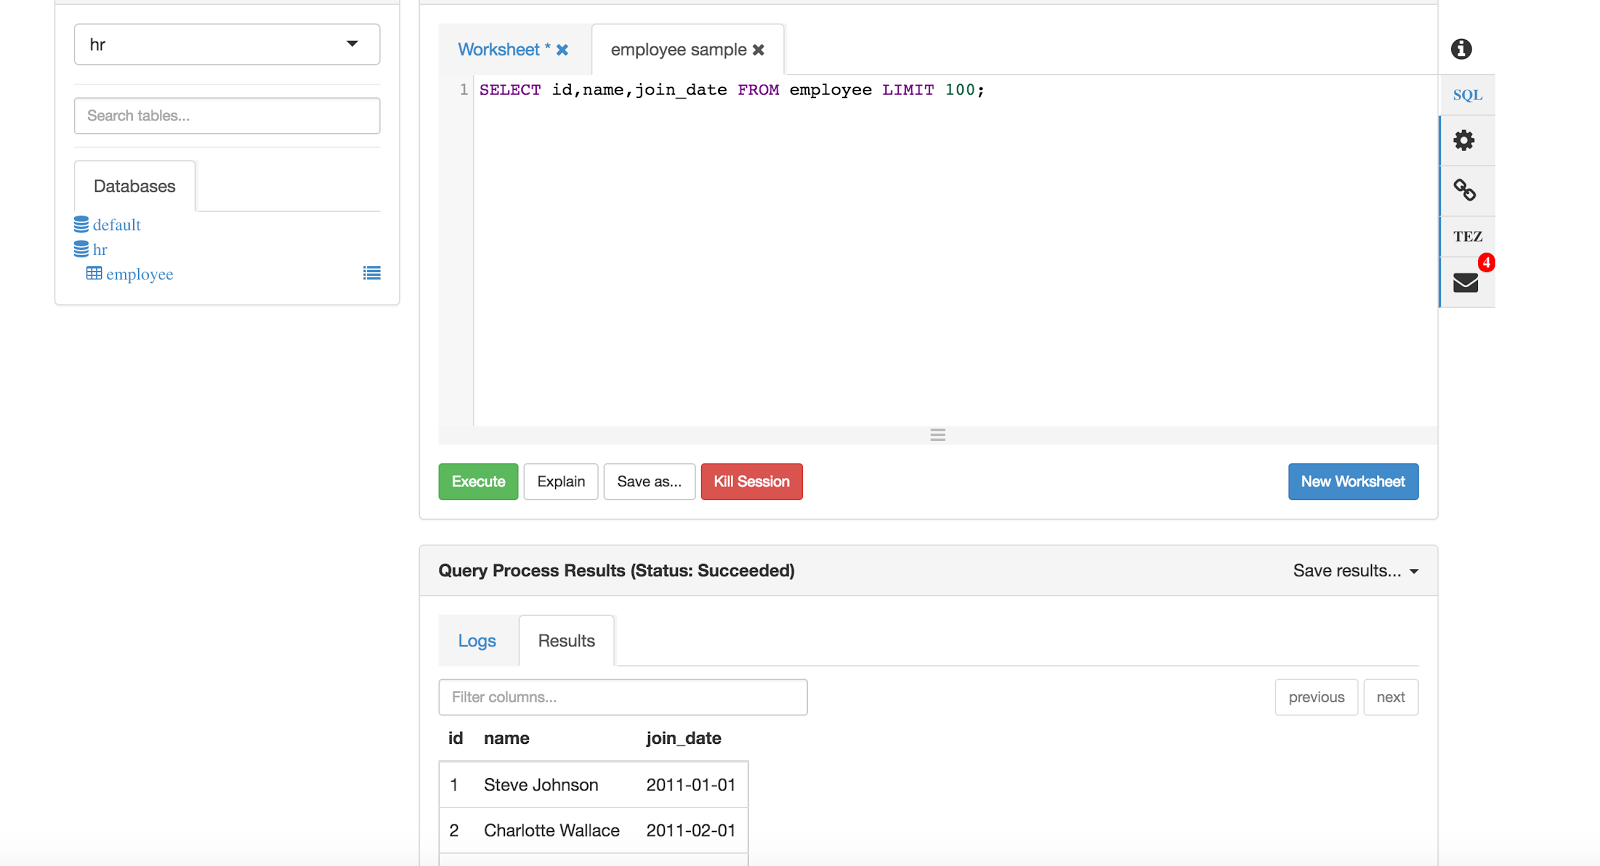 hr
Search tables...
Databases
default
hr
employee
Worksheet *
employee sample
1 SELECT id,name,join_date FROM employee LIMIT 100;
SQL
TEZ
4
Execute
Explain
Save as...
Kill Session
New Worksheet
Query Process Results (Status: Succeeded)
Save results...
Logs
Results
Filter columns...
previous
next
id name join_date
1 Steve Johnson 2011-01-01
2 Charlotte Wallace 2011-02-01